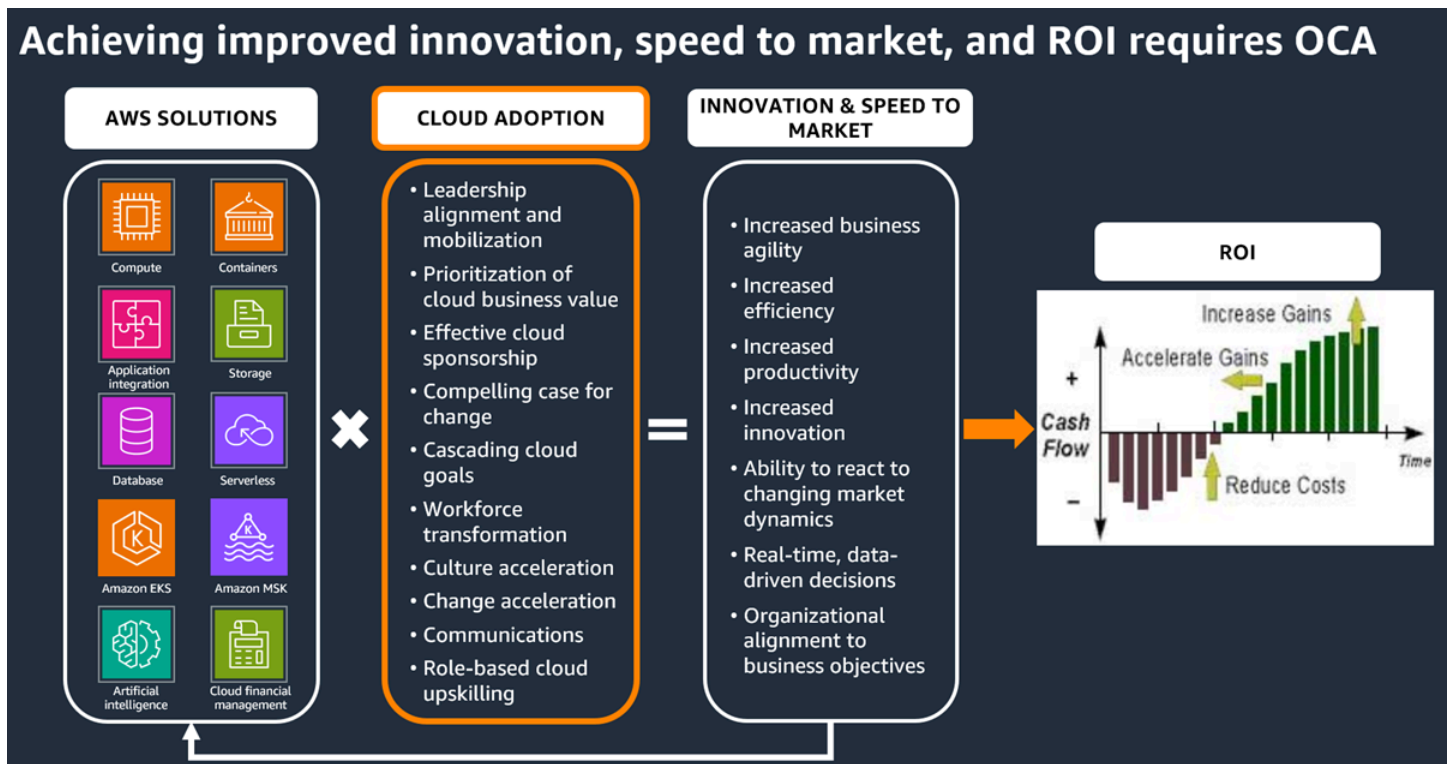 Achieving improved innovation, speed to market, and ROI requires OCA
AWS SOLUTIONS
Compute
Containers
Application
integration
Storage
Database
Serverless
Amazon EKS
Amazon MSK
Artificial
intelligence
Cloud financial
management
CLOUD ADOPTION
• Leadership
alignment and
mobilization
• Prioritization of
cloud business value
• Effective cloud
sponsorship
• Compelling case for
change
• Cascading cloud
goals
• Workforce
transformation
• Culture acceleration
• Change acceleration
• Communications
• Role-based cloud
upskilling
INNOVATION & SPEED TO
MARKET
• Increased business
agility
• Increased
efficiency
• Increased
productivity
• Increased
innovation
• Ability to react to
changing market
dynamics
• Real-time, data-
driven decisions
• Organizational
alignment to
business objectives
ROI
Increase Gains
Accelerate Gains
+
Cash
Flow
−
Time
Reduce Costs